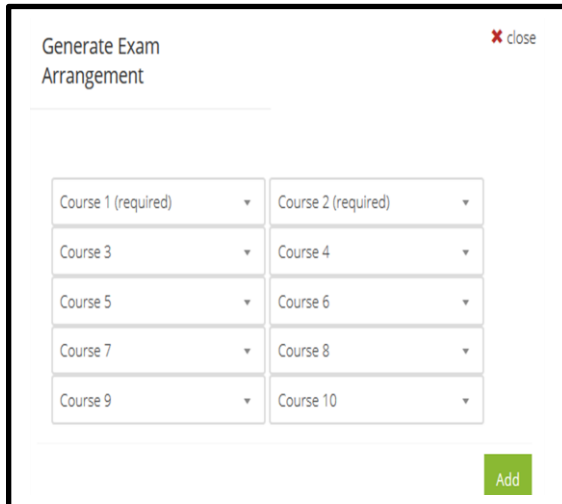 Generate Exam
Arrangement
✖ close
Course 1 (required)
Course 2 (required)
Course 3
Course 4
Course 5
Course 6
Course 7
Course 8
Course 9
Course 10
Add